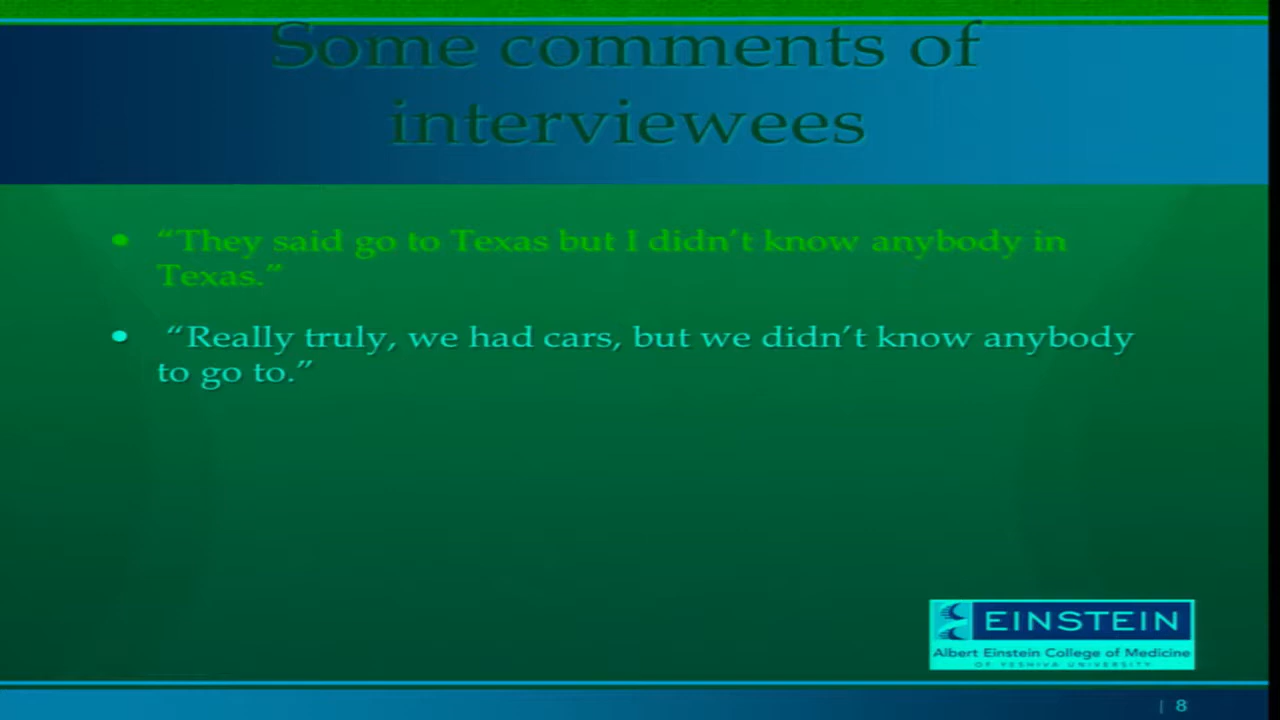 Some comments of
interviewees
• “They said go to Texas but I didn’t know anybody in
Texas.”
• “Really truly, we had cars, but we didn’t know anybody
to go to.”
EINSTEIN
Albert Einstein College of Medicine
OF YESHIVA UNIVERSITY
| 8